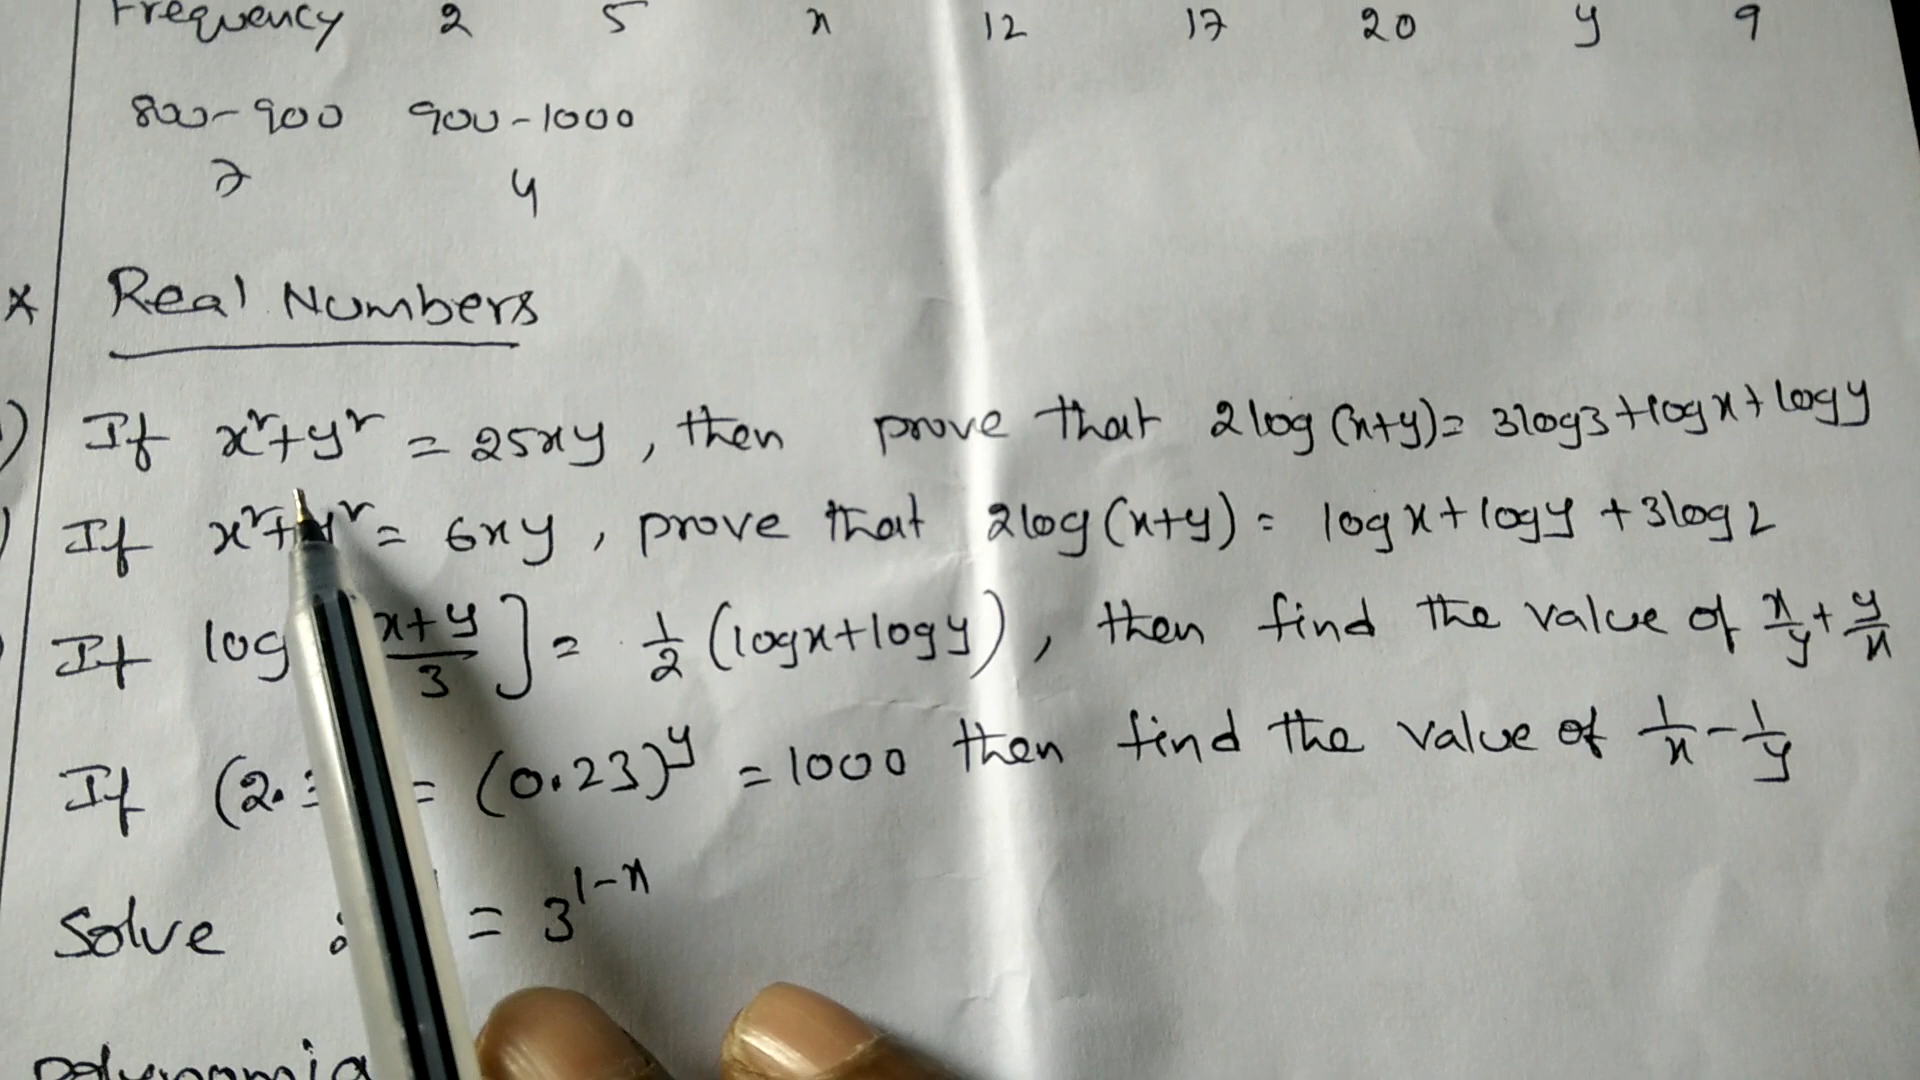 Frequency 2 5 x 12 17 20 y 9
800-900 900-1000
7 4
* Real Numbers
) If x²+y² = 25xy, then prove that 2log(x+y)= 3log3+logx+logy
) If x²+y² = 6xy, prove that 2log(x+y) = logx+logy+3log2
If log x+y/3 ] = 1/2 (logx+logy), then find the value of x/y + y/x
If (2. = (0.23)^y = 1000 then find the value of 1/x - 1/y
Solve = 3^1-x